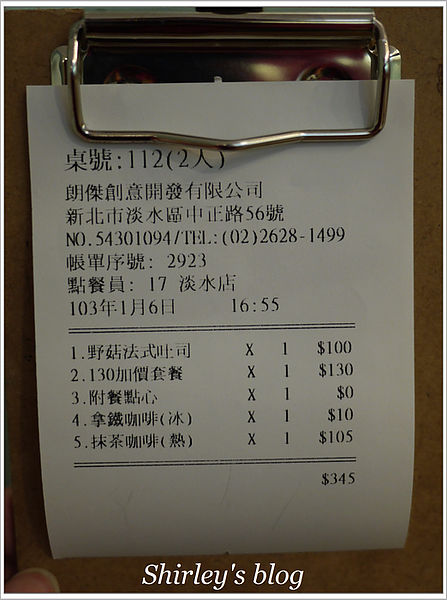 桌號:112(2人)
朗傑創意開發有限公司
新北市淡水區中正路56號
NO.54301094/TEL:(02)2628-1499
帳單序號: 2923
點餐員: 17 淡水店
103年1月6日 16:55
1.野菇法式吐司 X 1 $100
2.130加價套餐 X 1 $130
3.附餐點心 X 1 $0
4.拿鐵咖啡(冰) X 1 $10
5.抹茶咖啡(熱) X 1 $105
$345
Shirley's blog